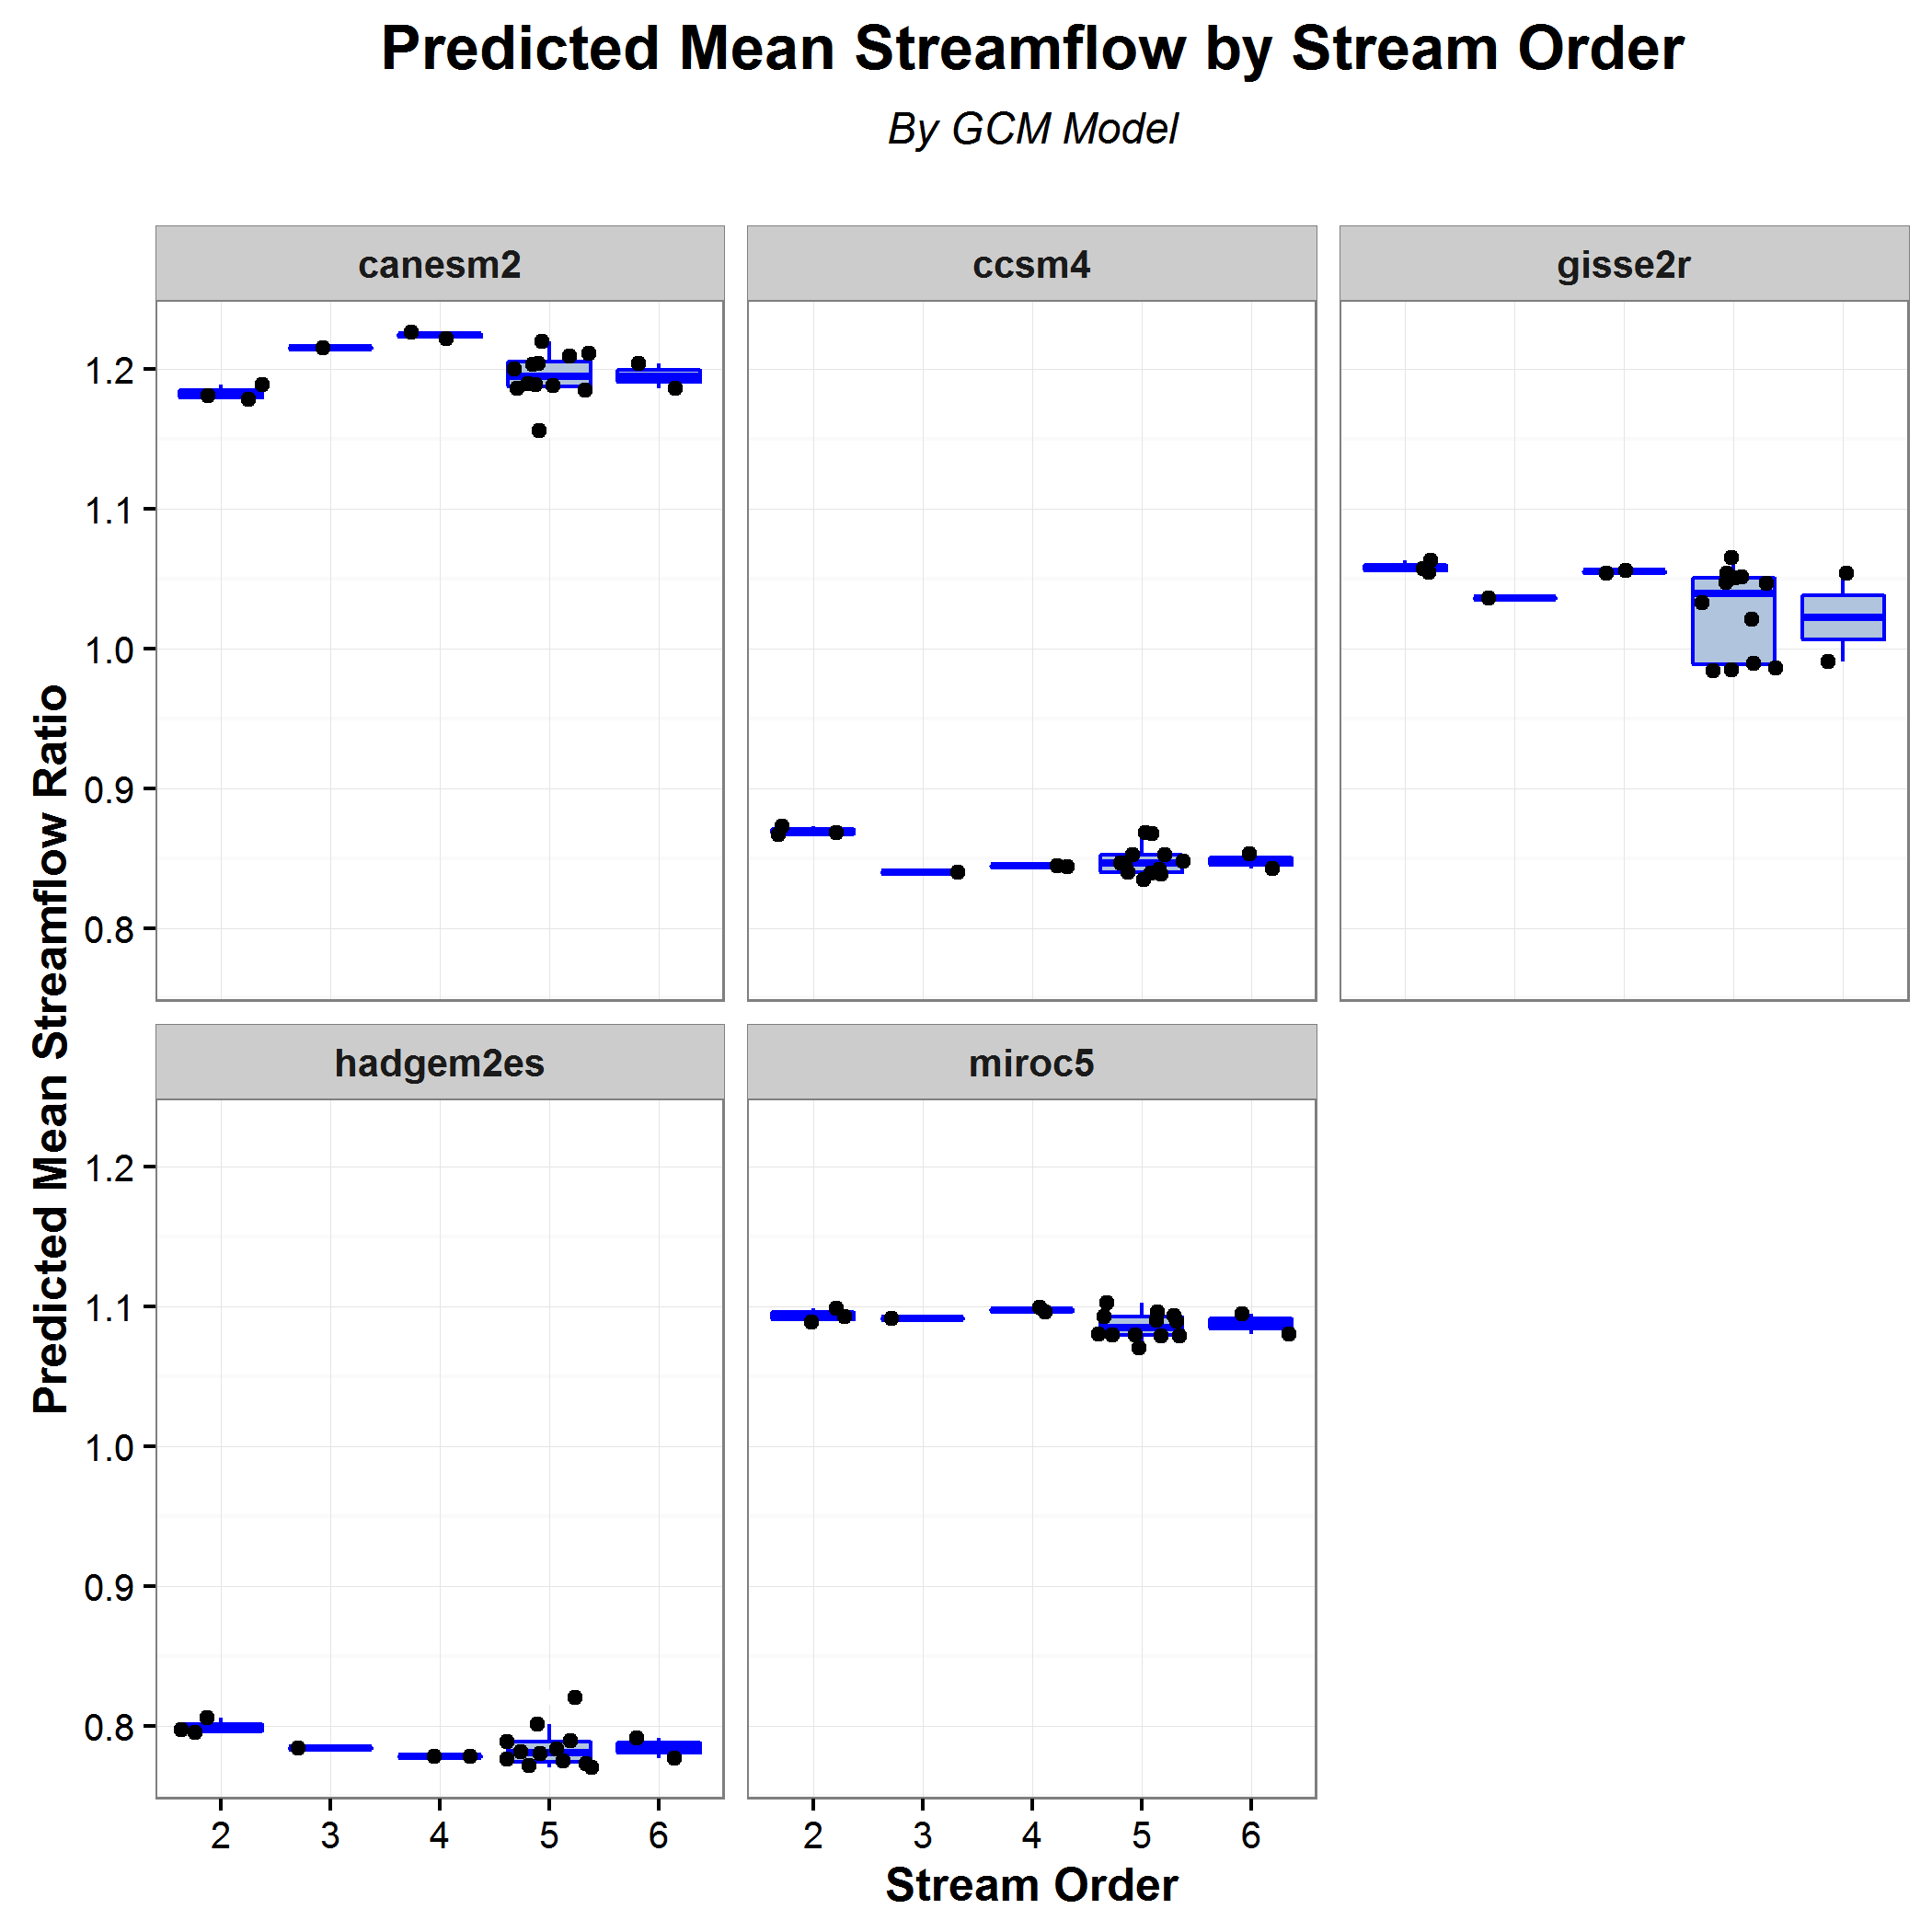 Predicted Mean Streamflow by Stream Order
By GCM Model
canesm2
ccsm4
gisse2r
1.2
1.1
1.0
0.9
0.8
Predicted Mean Streamflow Ratio
hadgem2es
miroc5
1.2
1.1
1.0
0.9
0.8
2 3 4 5 6
2 3 4 5 6
Stream Order